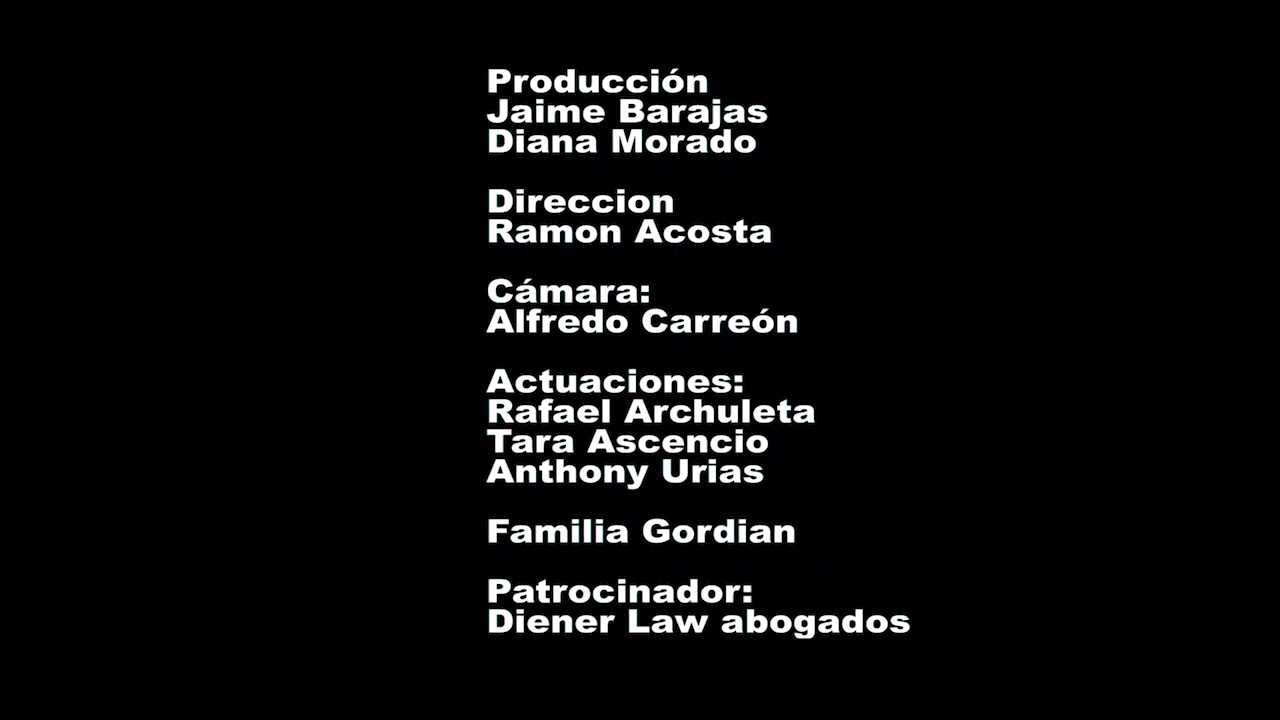 Producción
Jaime Barajas
Diana Morado
Direccion
Ramon Acosta
Cámara:
Alfredo Carreón
Actuaciones:
Rafael Archuleta
Tara Ascencio
Anthony Urias
Familia Gordian
Patrocinador:
Diener Law abogados